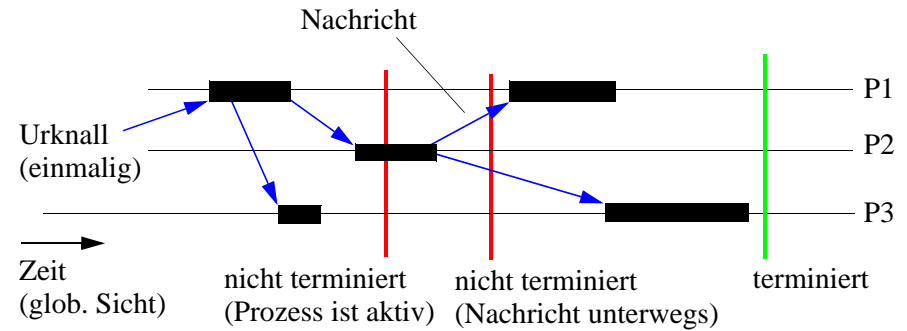 Nachricht
P1
Urknall
(einmalig)
P2
P3
Zeit
(glob. Sicht)
nicht terminiert
(Prozess ist aktiv)
nicht terminiert
(Nachricht unterwegs)
terminiert